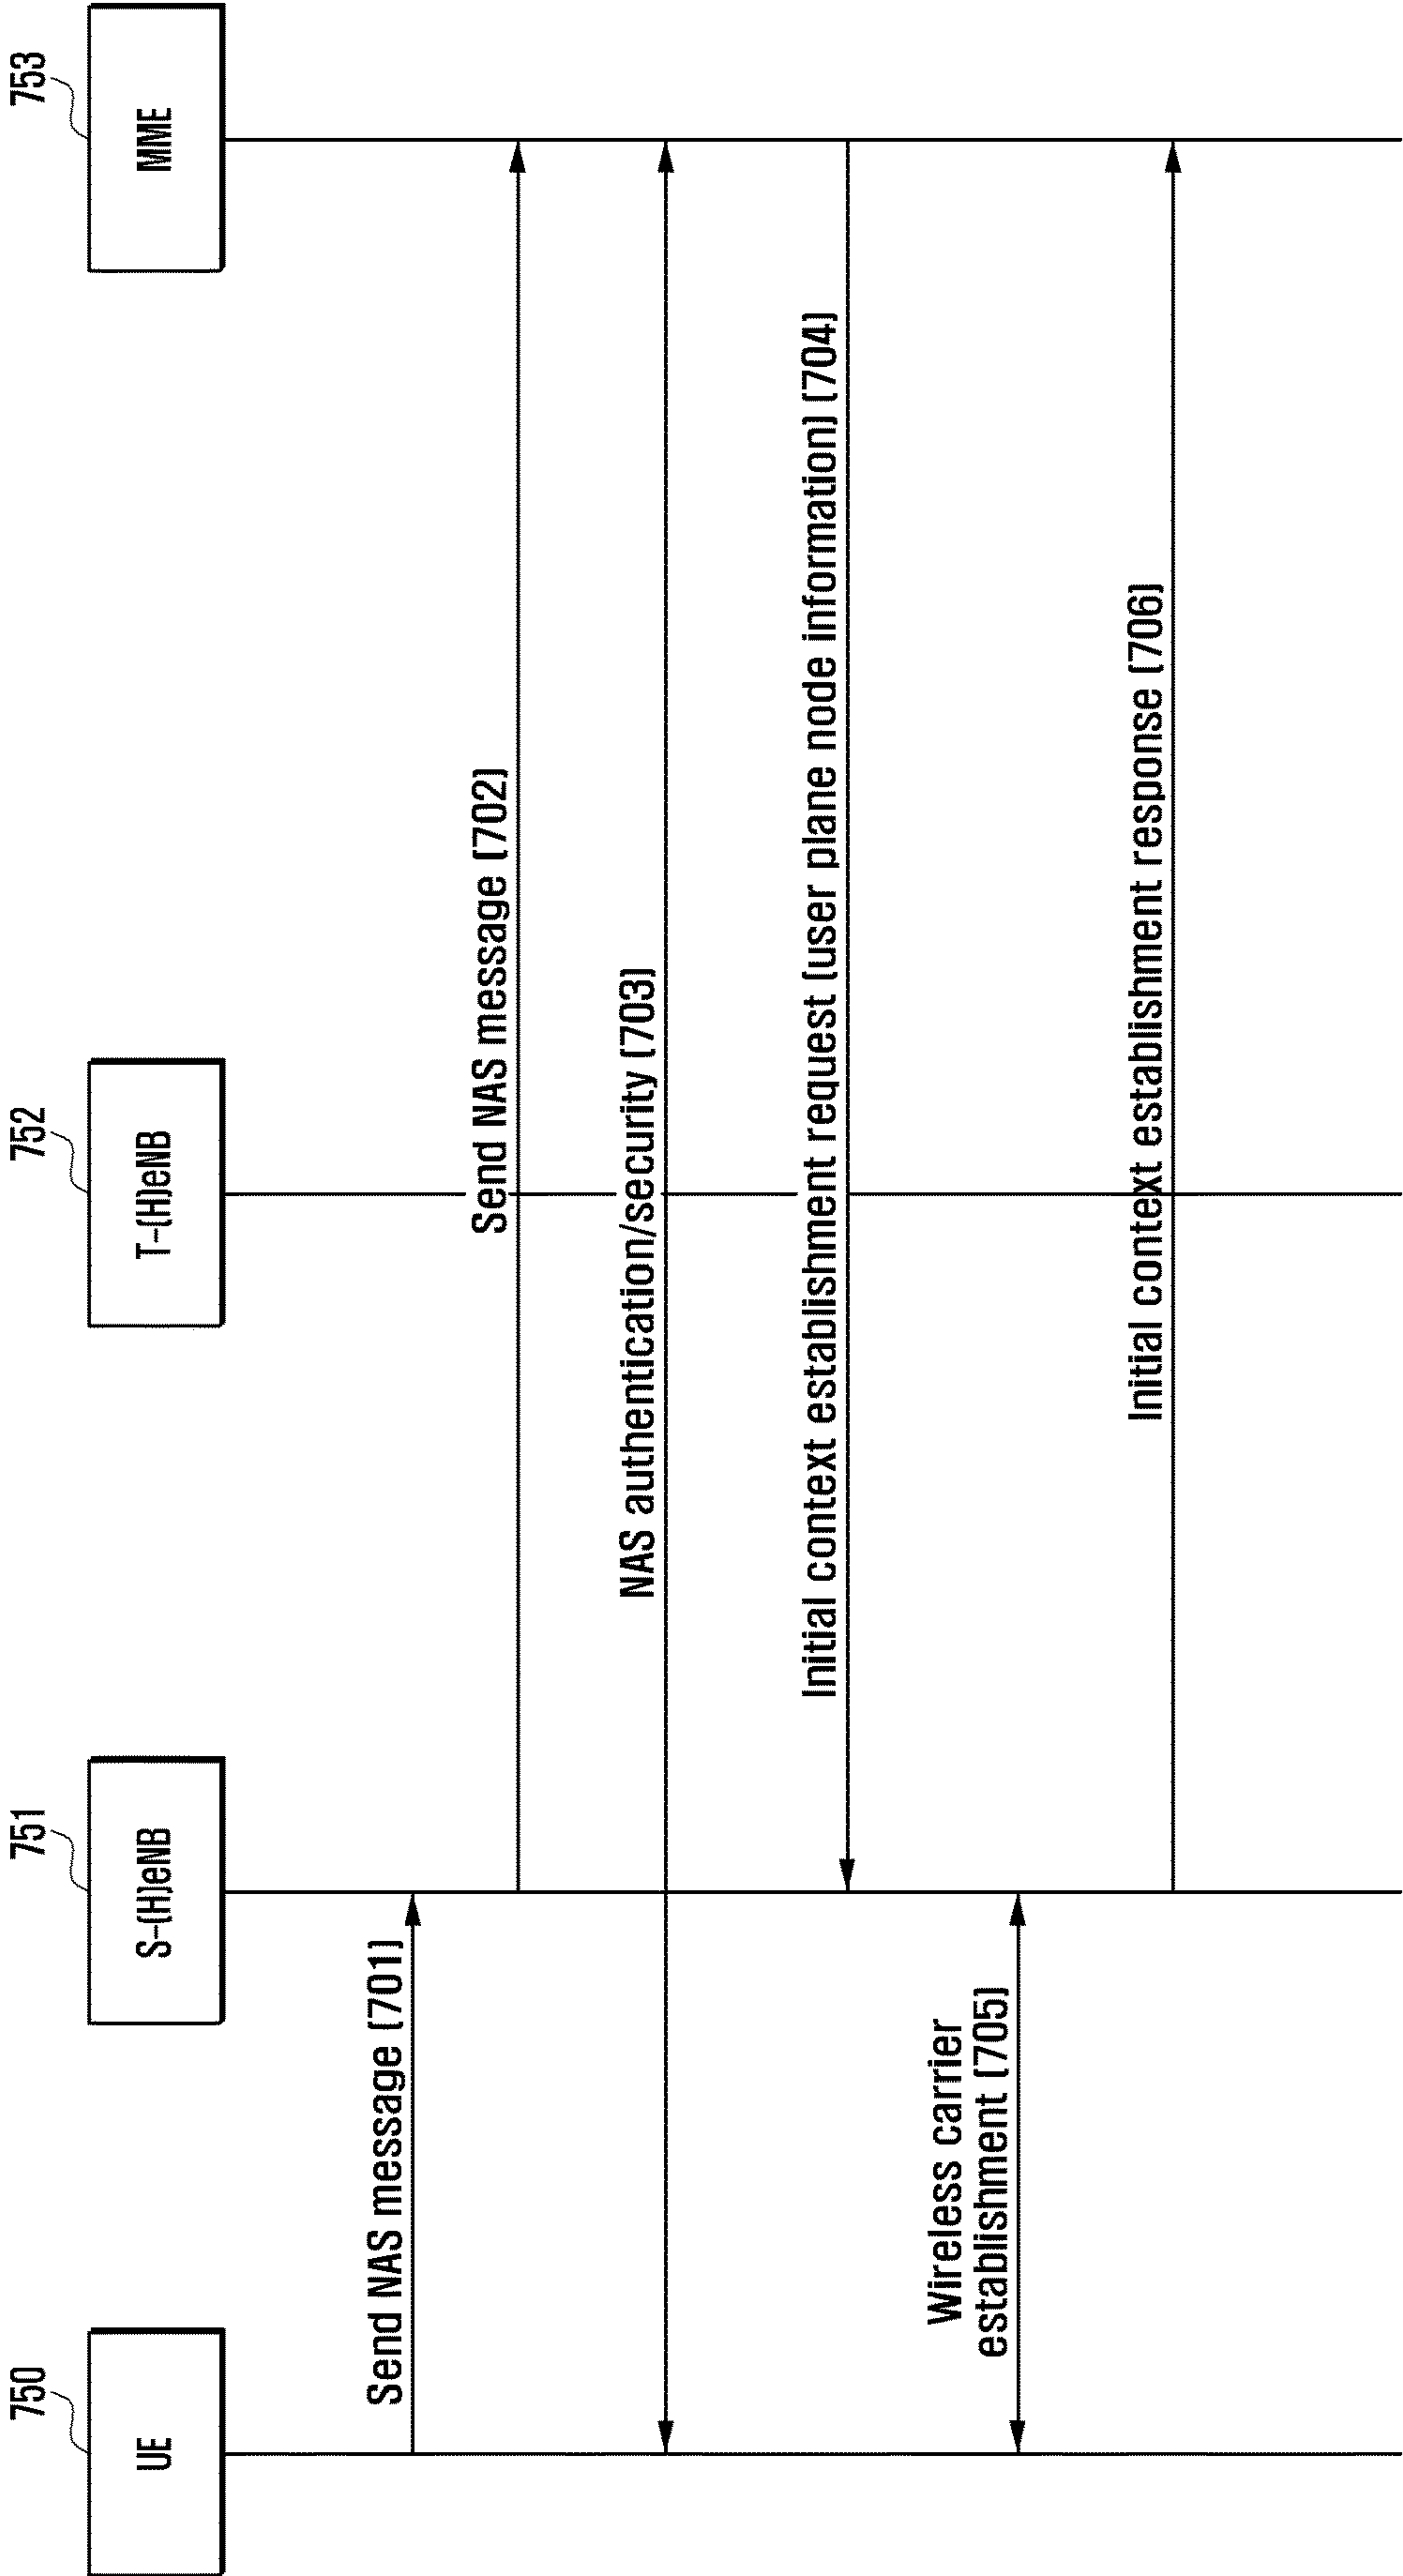 750
751
752
753
UE
S-(H)eNB
T-(H)eNB
MME
Send NAS message (701)
Send NAS message (702)
NAS authentication/security (703)
Initial context establishment request (user plane node information) (704)
Wireless carrier
establishment (705)
Initial context establishment response (706)